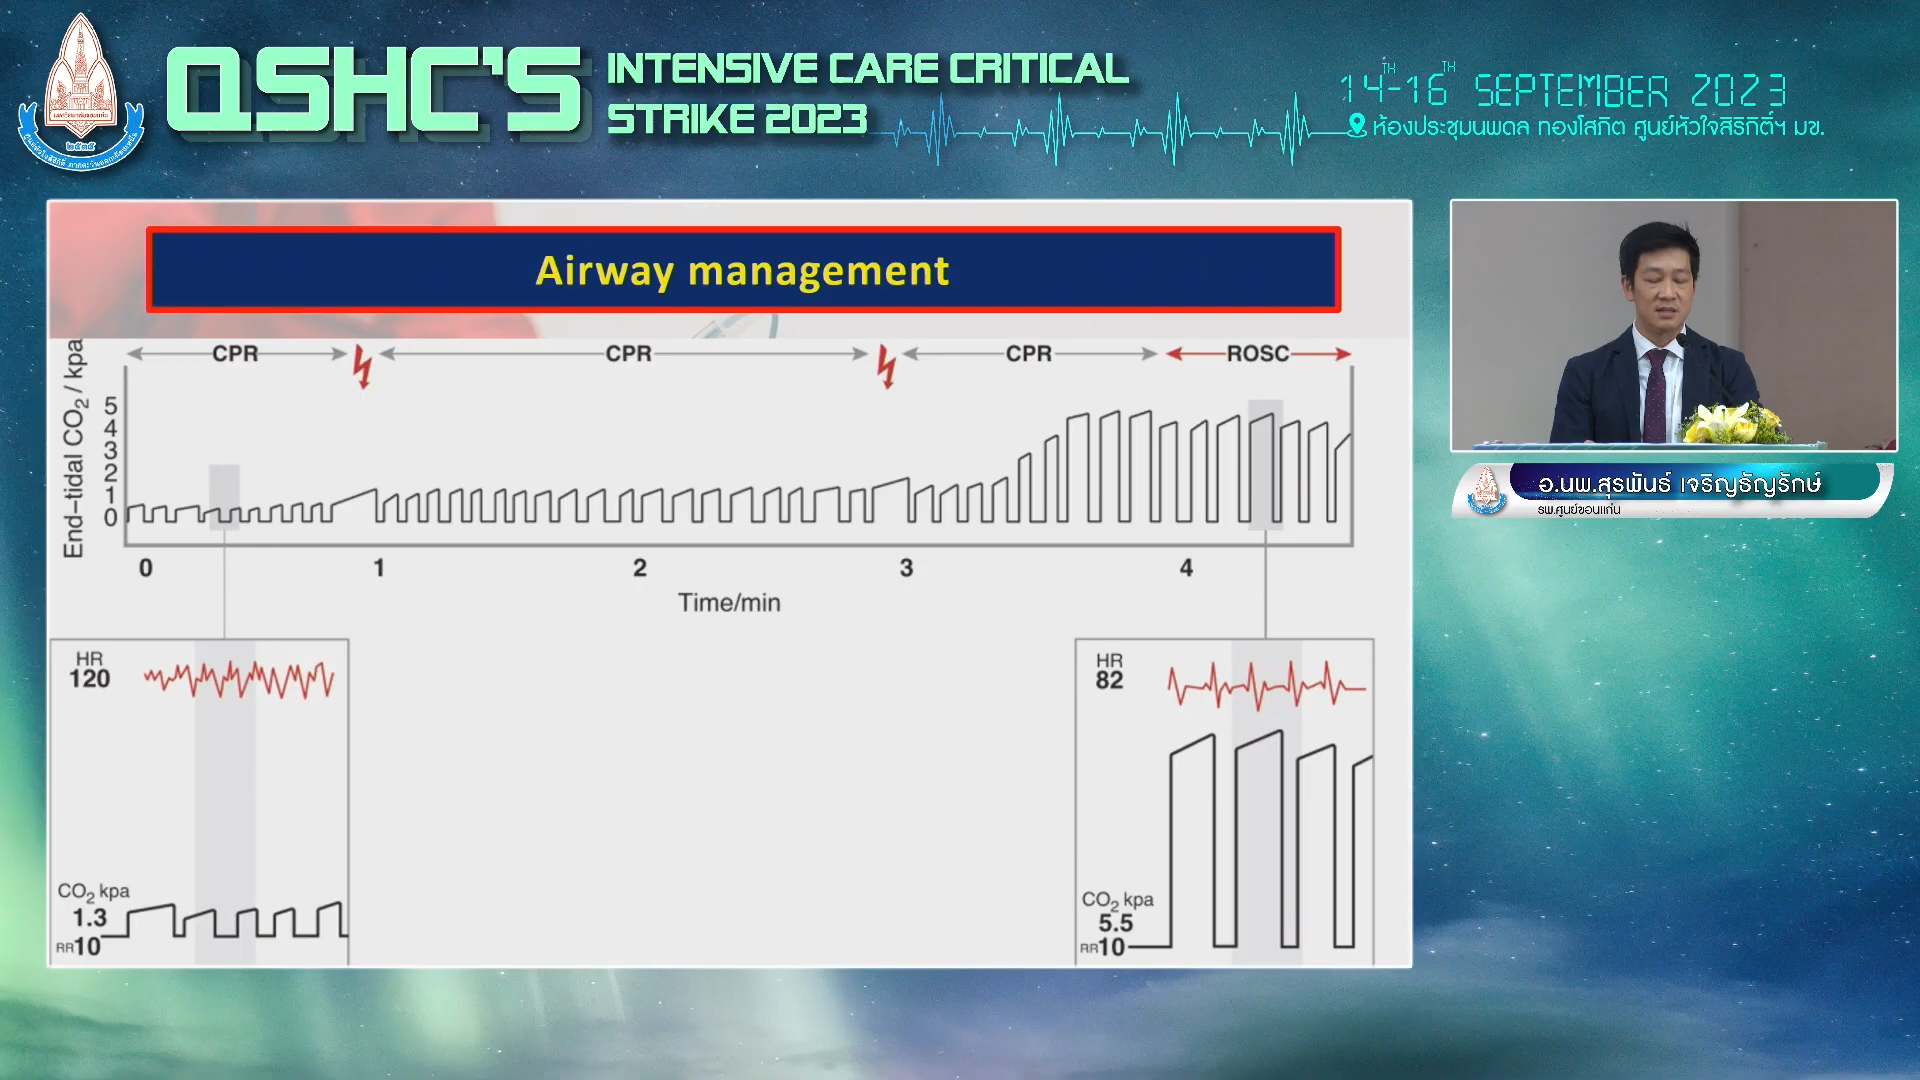 QSHC'S
INTENSIVE CARE CRITICAL
STRIKE 2023
14TH-16TH SEPTEMBER 2023
ห้องประชุมนพดล ทองโสภิต ศูนย์หัวใจสิริกิติ์ฯ มข.
Airway management
CPR CPR CPR ROSC
End-tidal CO2 / kpa
5
4
3
2
1
0
0 1 2 3 4
Time/min
HR
120
CO2 kpa
1.3
RR10
HR
82
CO2 kpa
5.5
RR10
อ.นพ.สุรพันธ์ เจริญธัญรักษ์
รพ.ศูนย์ขอนแก่น